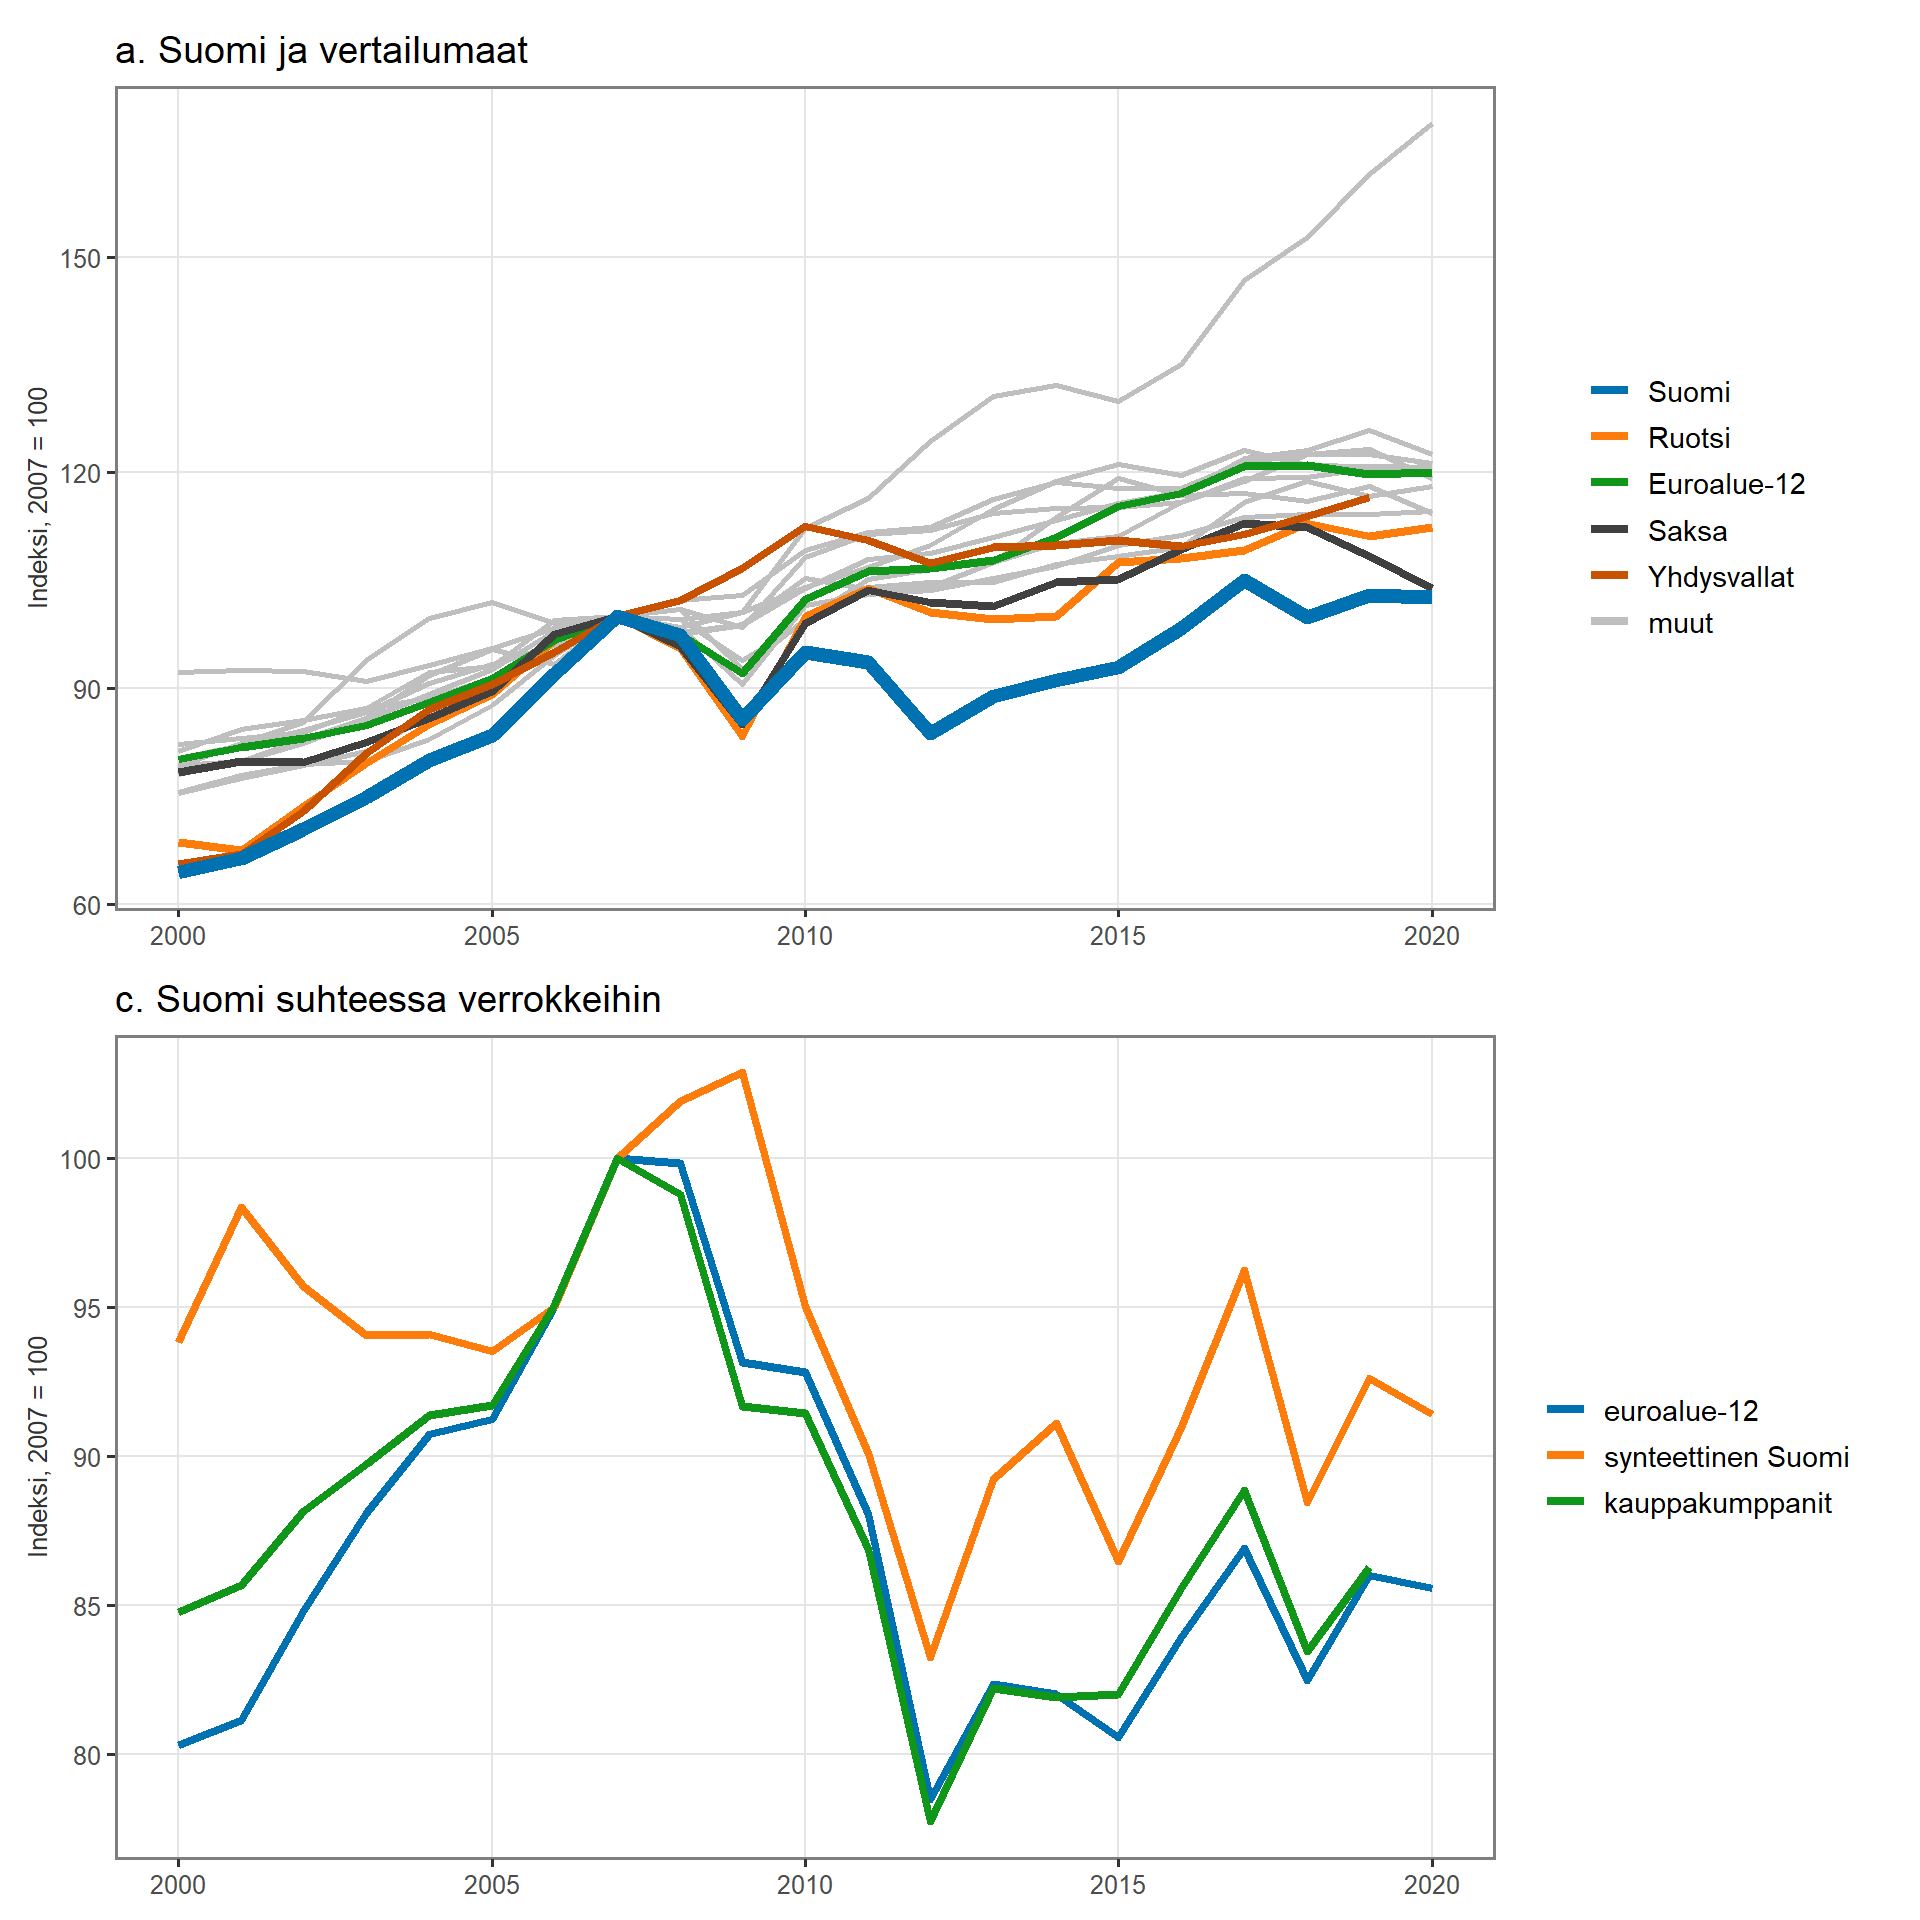 a. Suomi ja vertailumaat
Indeksi, 2007 = 100
150
120
90
60
2000 2005 2010 2015 2020
Suomi
Ruotsi
Euroalue-12
Saksa
Yhdysvallat
muut
c. Suomi suhteessa verrokkeihin
Indeksi, 2007 = 100
100
95
90
85
80
2000 2005 2010 2015 2020
euroalue-12
synteettinen Suomi
kauppakumppanit